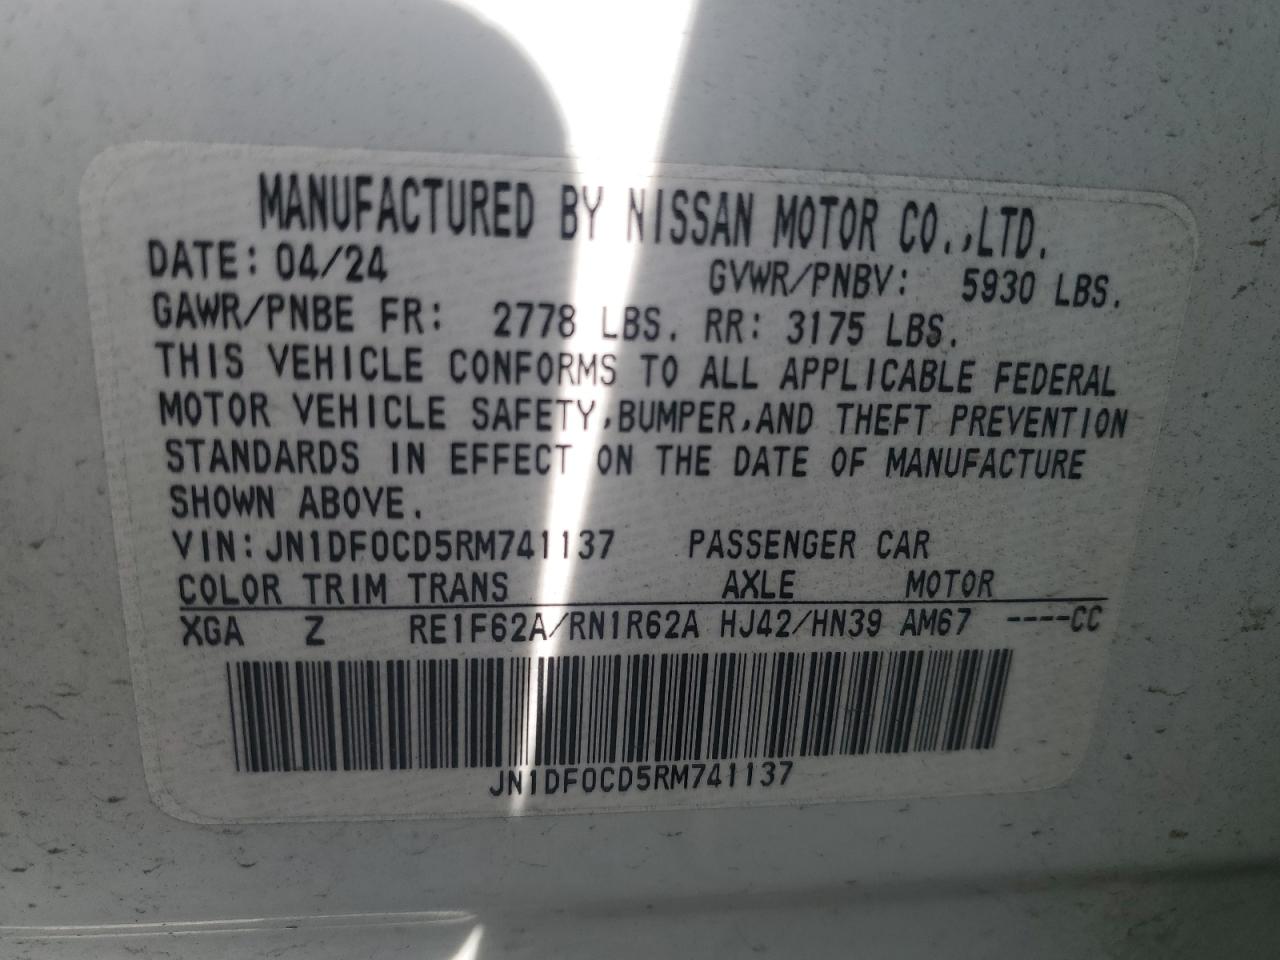 MANUFACTURED BY NISSAN MOTOR CO.,LTD.
DATE: 04/24 GVWR/PNBV: 5930 LBS.
GAWR/PNBE FR: 2778 LBS. RR: 3175 LBS.
THIS VEHICLE CONFORMS TO ALL APPLICABLE FEDERAL
MOTOR VEHICLE SAFETY,BUMPER,AND THEFT PREVENTION
STANDARDS IN EFFECT ON THE DATE OF MANUFACTURE
SHOWN ABOVE.
VIN: JN1DF0CD5RM741137 PASSENGER CAR
COLOR TRIM TRANS AXLE MOTOR
XGA Z RE1F62A/RN1R62A HJ42/HN39 AM67 ----CC
JN1DF0CD5RM741137